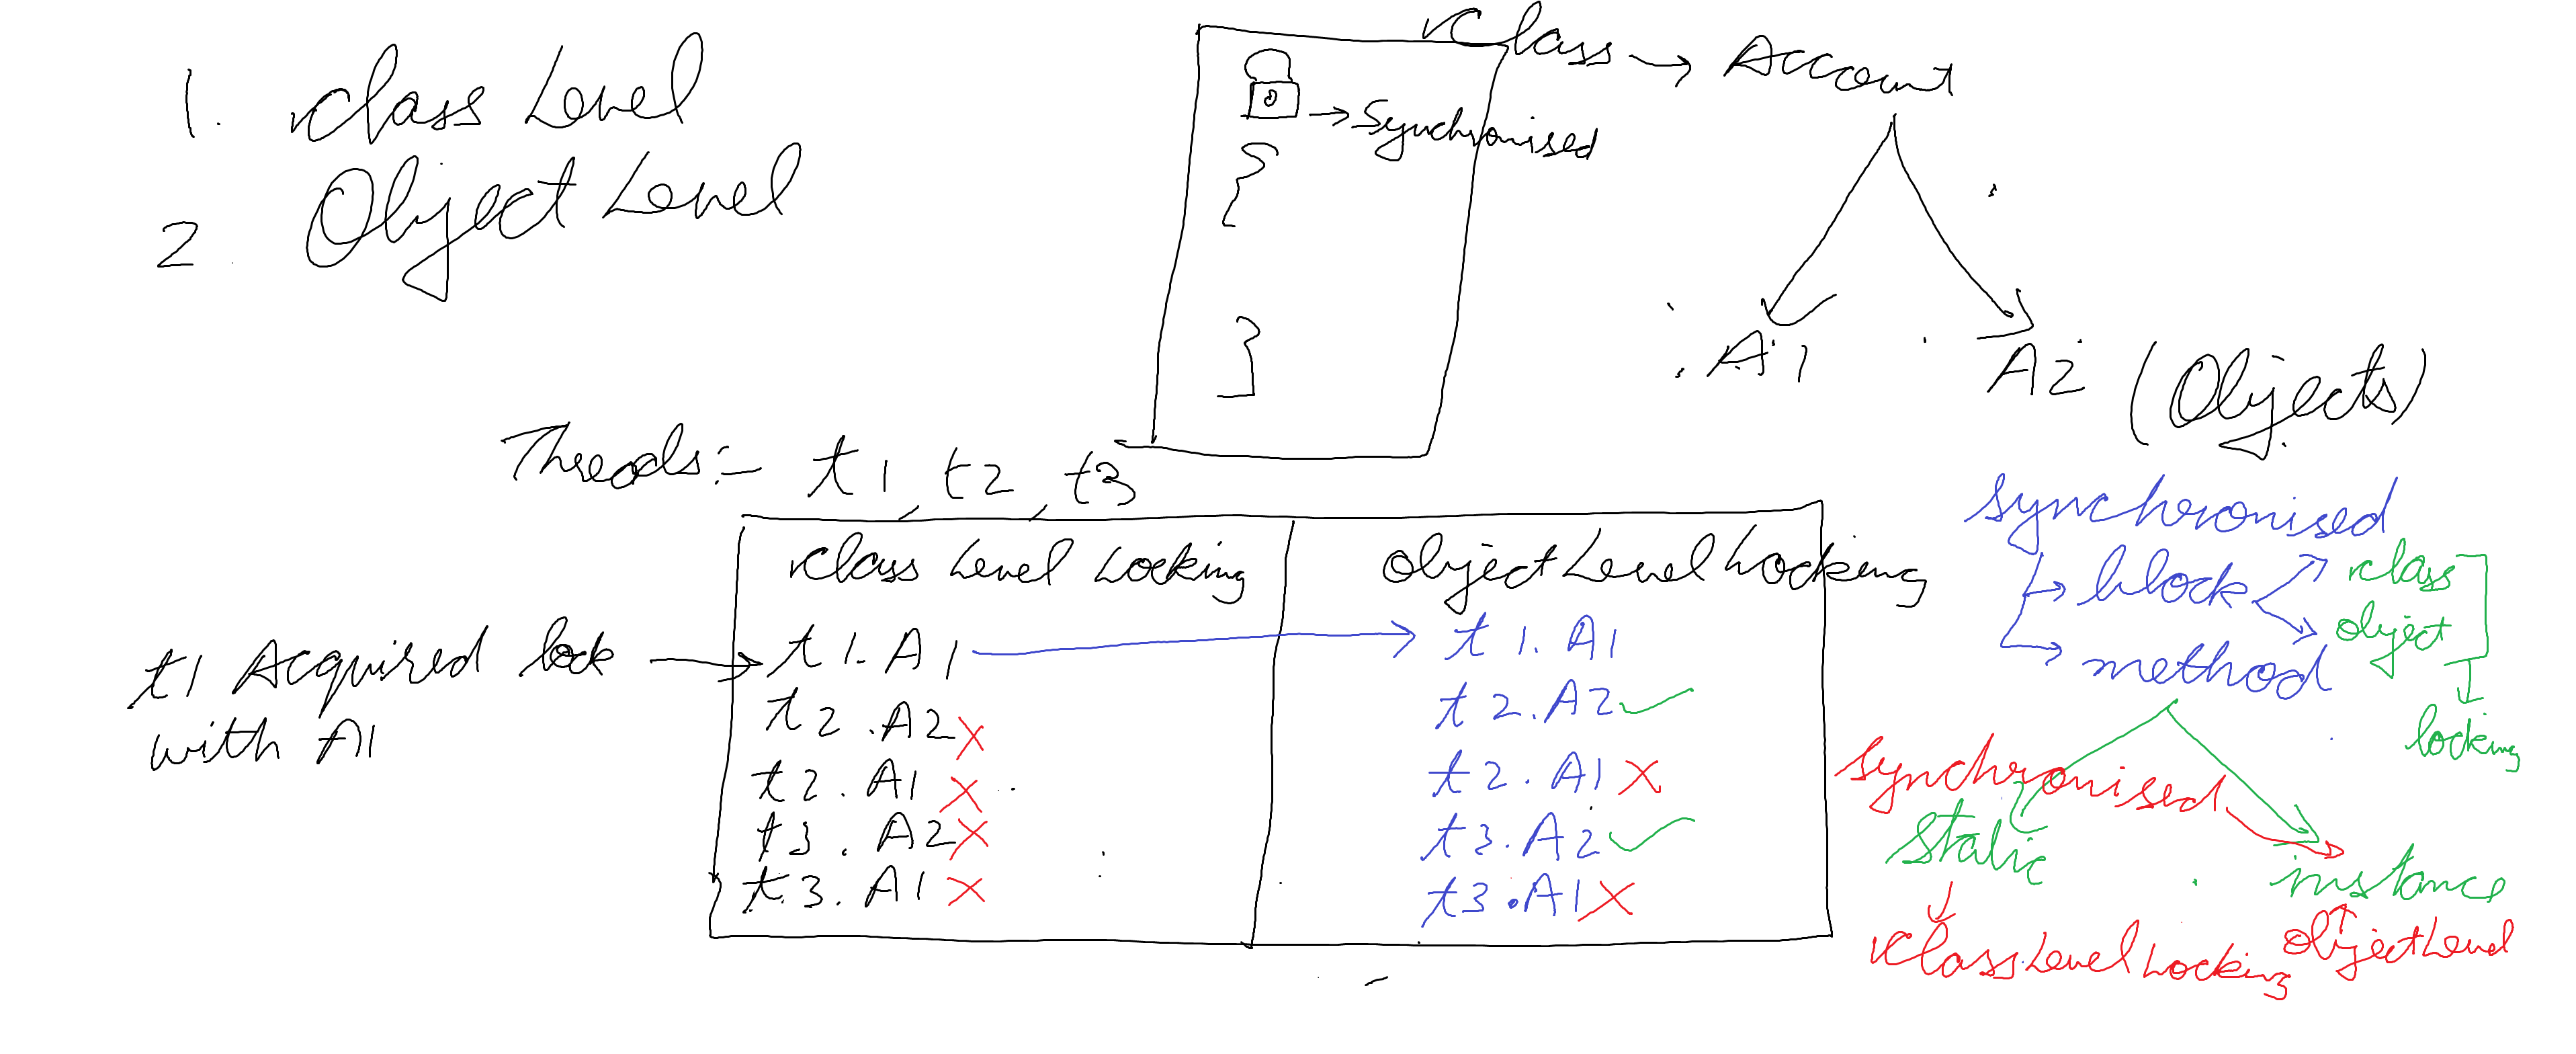 1. class Level
2. Object Level
class → Account
→ Synchronised
{
}
A1
A2 (Objects)
Threads:- t1, t2, t3
class Level Locking
object Level Locking
t1 Acquired lock → t1.A1 → t1.A1
with A1
t2.A2 x
t2.A2 ✓
t2.A1 x
t2.A1 x
t3.A2 x
t3.A2 ✓
t3.A1 x
t3.A1 x
synchronised
→ block
class
object
locking
→ method
synchronised
static
instance
class Level Locking
object Level